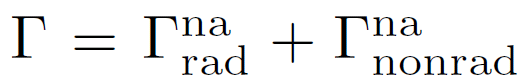 Γ = Γ^{na}_{rad} + Γ^{na}_{nonrad}